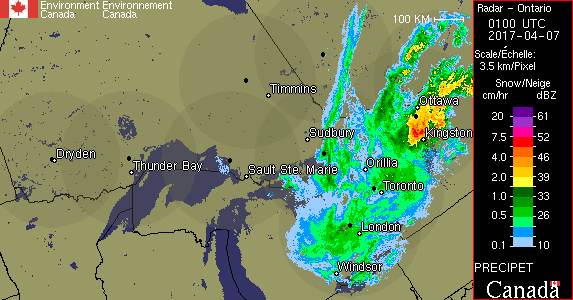 Environment Environnement
Canada Canada
100 KM
Timmins
Ottawa
Kingston
Sudbury
Dryden
Thunder Bay
Sault Ste. Marie
Orillia
Toronto
London
Windsor
Radar - Ontario
0100 UTC
2017-04-07
Scale/Échelle:
3.5 km/Pixel
Snow/Neige
cm/hr dBZ
20 61
7.5 52
4.0 46
2.0 39
1.0 33
0.5 26
0.1 10
PRECIPET
Canada